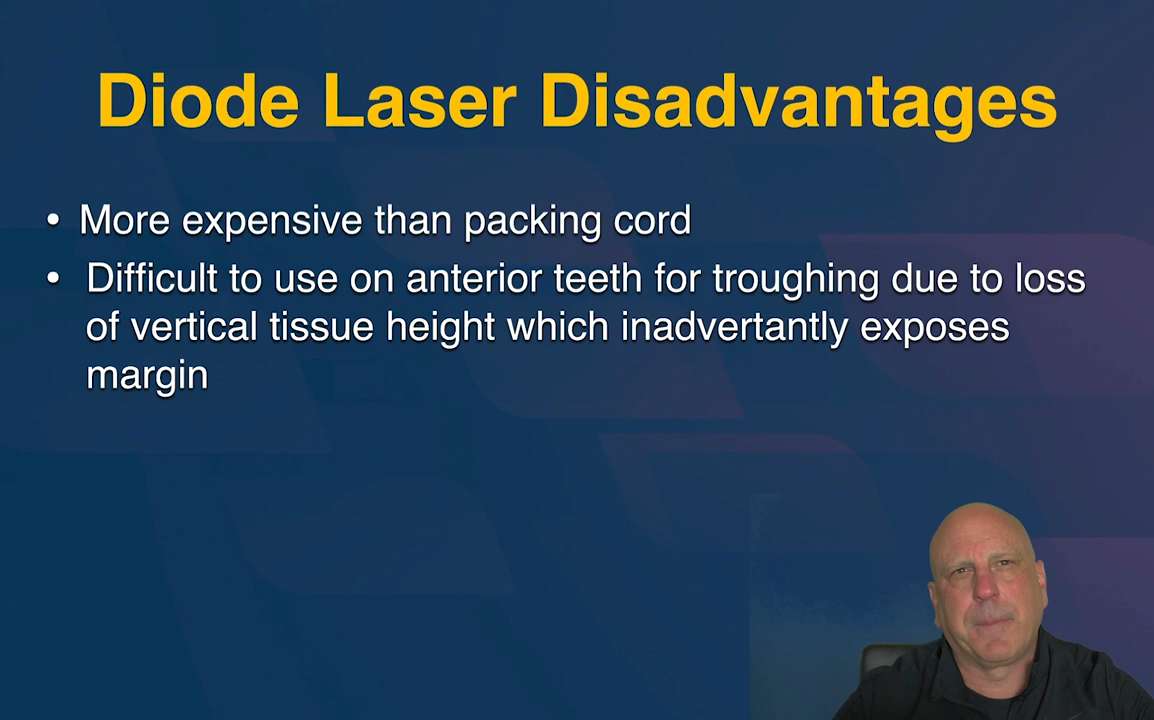 Diode Laser Disadvantages
• More expensive than packing cord
• Difficult to use on anterior teeth for troughing due to loss
of vertical tissue height which inadvertantly exposes
margin